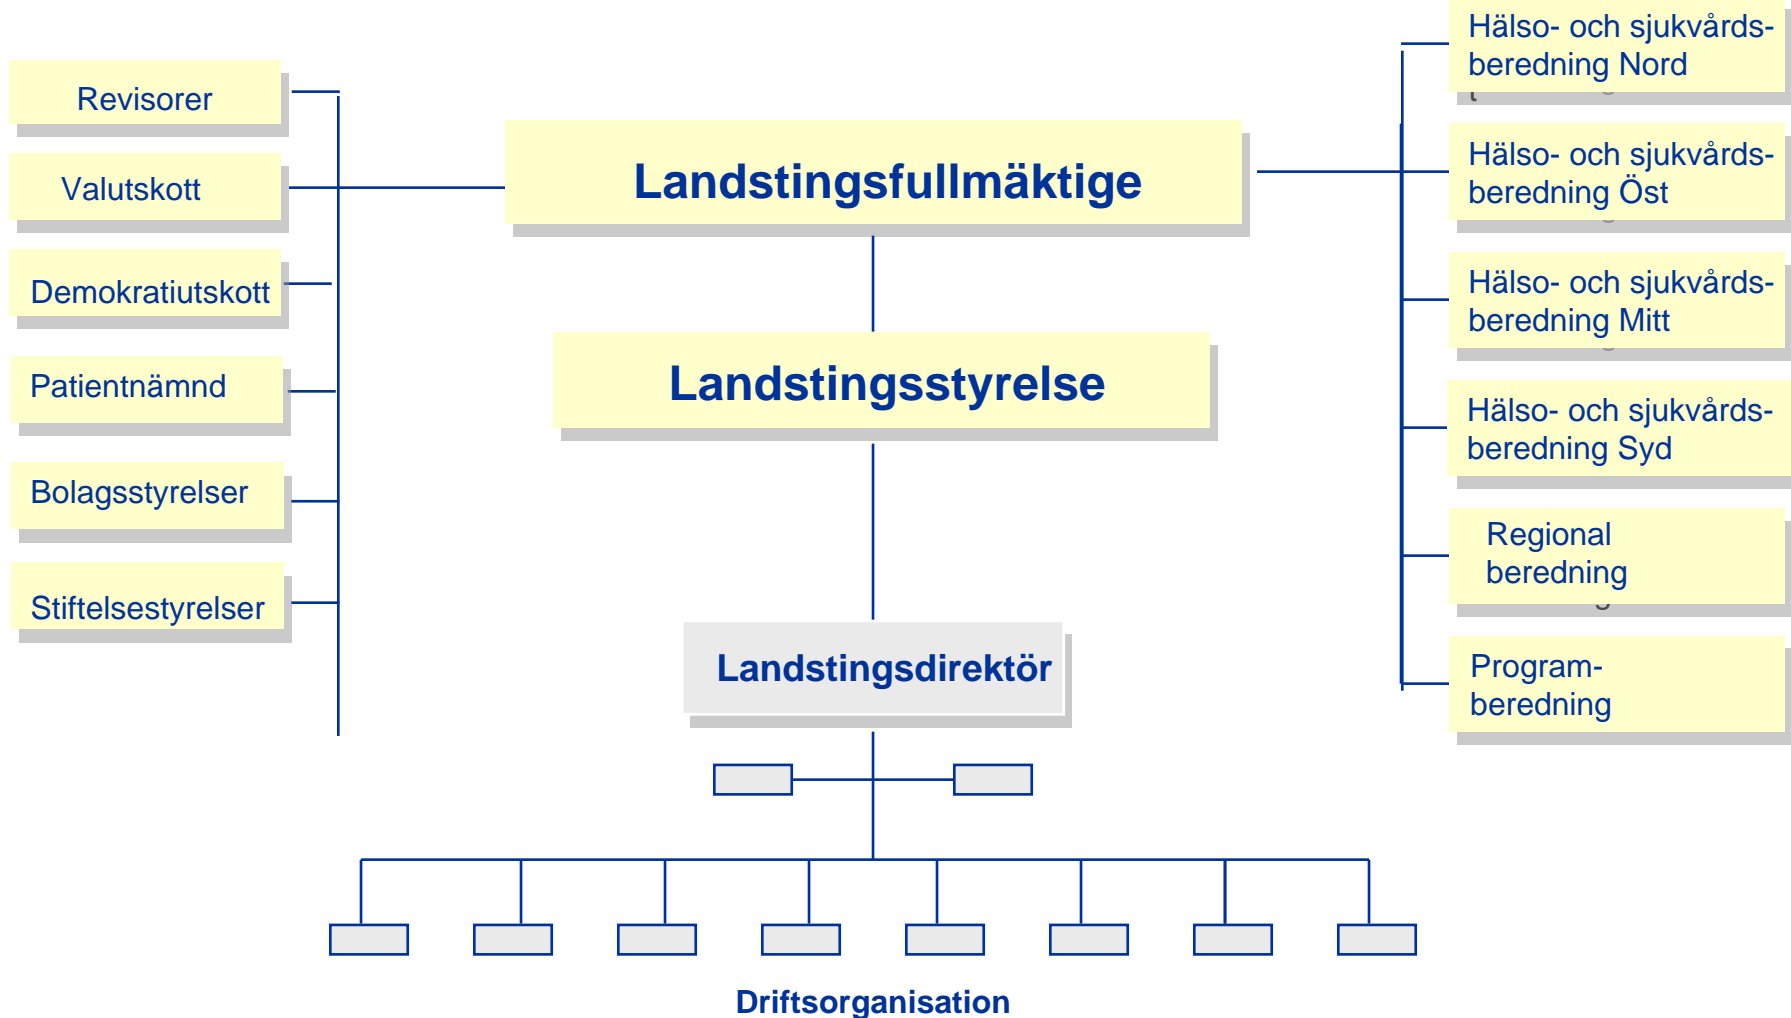 Revisorer
Valutskott
Demokratiutskott
Patientnämnd
Bolagsstyrelser
Stiftelsestyrelser
Landstingsfullmäktige
Landstingsstyrelse
Landstingsdirektör
Driftsorganisation
Hälso- och sjukvårds-
beredning Nord
Hälso- och sjukvårds-
beredning Öst
Hälso- och sjukvårds-
beredning Mitt
Hälso- och sjukvårds-
beredning Syd
Regional
beredning
Program-
beredning